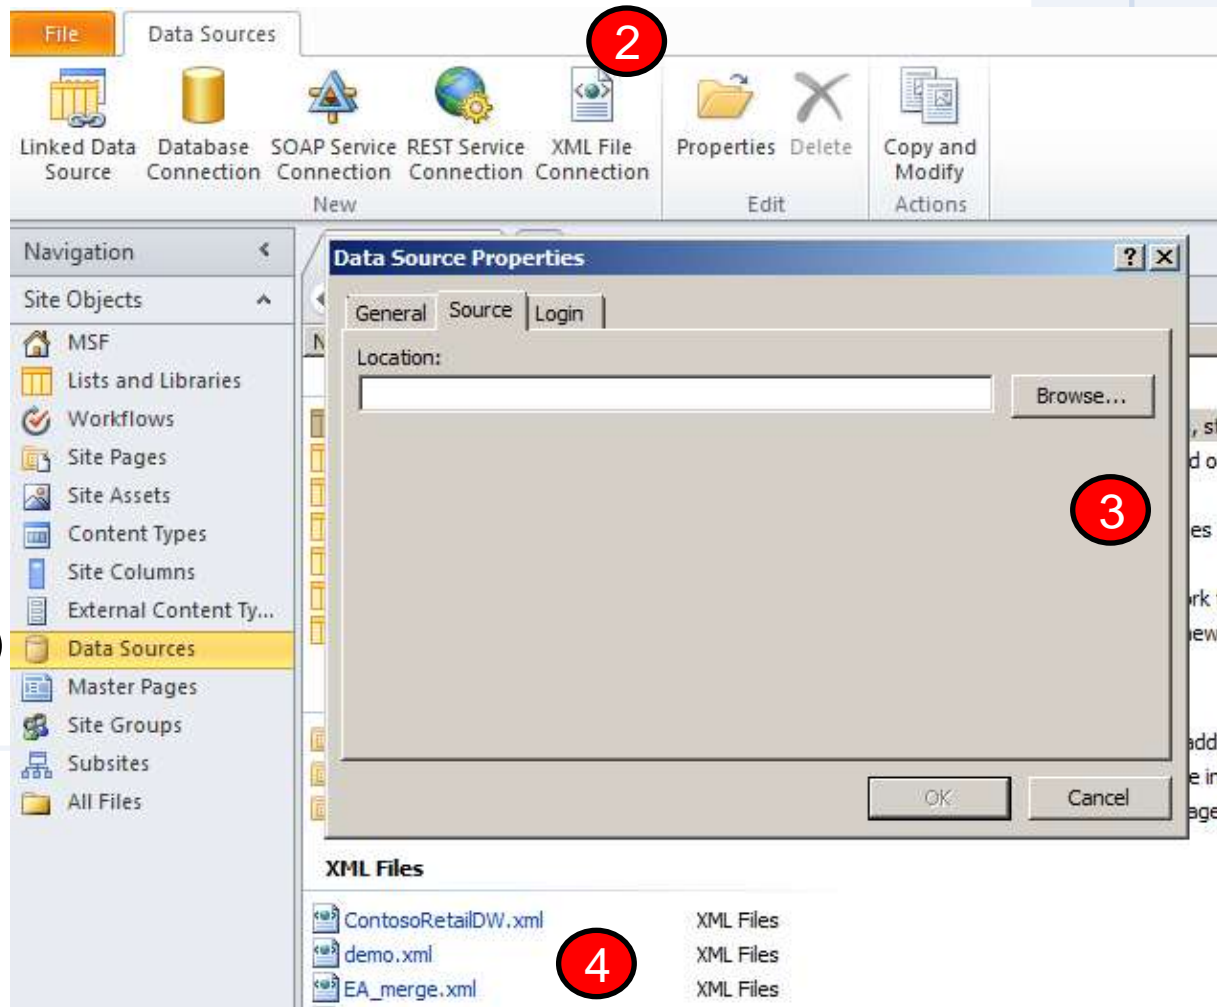 File Data Sources
2
Linked Data Source
Database Connection
SOAP Service Connection
REST Service Connection
XML File Connection
Properties
Delete
Copy and Modify
New
Edit
Actions
Navigation
Site Objects
MSF
Lists and Libraries
Workflows
Site Pages
Site Assets
Content Types
Site Columns
External Content Ty...
Data Sources
Master Pages
Site Groups
Subsites
All Files
Data Source Properties
General Source Login
Location:
Browse...
3
OK Cancel
XML Files
ContosoRetailDW.xml XML Files
demo.xml XML Files
4
EA_merge.xml XML Files